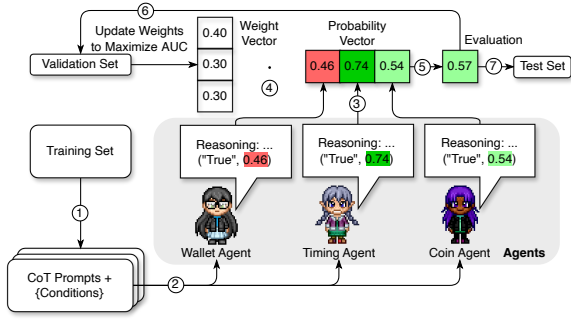 ⑥
Update Weights
to Maximize AUC
Validation Set
0.40
0.30
0.30
Weight
Vector
·
④
Probability
Vector
0.46 0.74 0.54
⑤
Evaluation
0.57
⑦
Test Set
③
Training Set
①
CoT Prompts +
{Conditions}
②
Reasoning: ...
("True", 0.46)
Wallet Agent
Reasoning: ...
("True", 0.74)
Timing Agent
Reasoning: ...
("True", 0.54)
Coin Agent
Agents